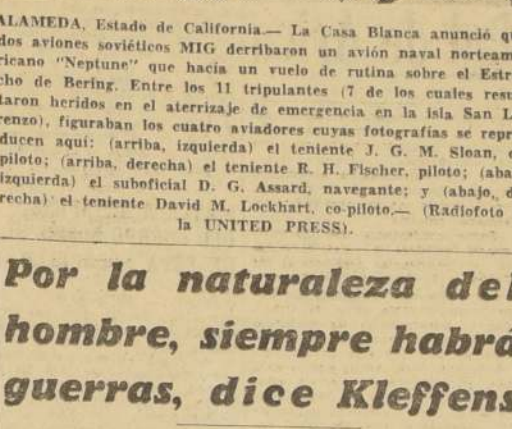 ALAMEDA, Estado de California.— La Casa Blanca anunció qu
dos aviones soviéticos MIG derribaron un avión naval norteam
ricano "Neptune" que hacía un vuelo de rutina sobre el Estr
cho de Bering. Entre los 11 tripulantes (7 de los cuales resu
taron heridos en el aterrizaje de emergencia en la isla San L
renzo), figuraban los cuatro aviadores cuyas fotografías se repr
ducen aquí: (arriba, izquierda) el teniente J. G. M. Sloan,
piloto; (arriba, derecha) el teniente R. H. Fischer, piloto; (aba
izquierda) el suboficial D. G. Assard, navegante; y (abajo, d
recha) el teniente David M. Lockhart, co-piloto.— (Radiofoto
la UNITED PRESS).
Por la naturaleza del
hombre, siempre habrá
guerras, dice Kleffens